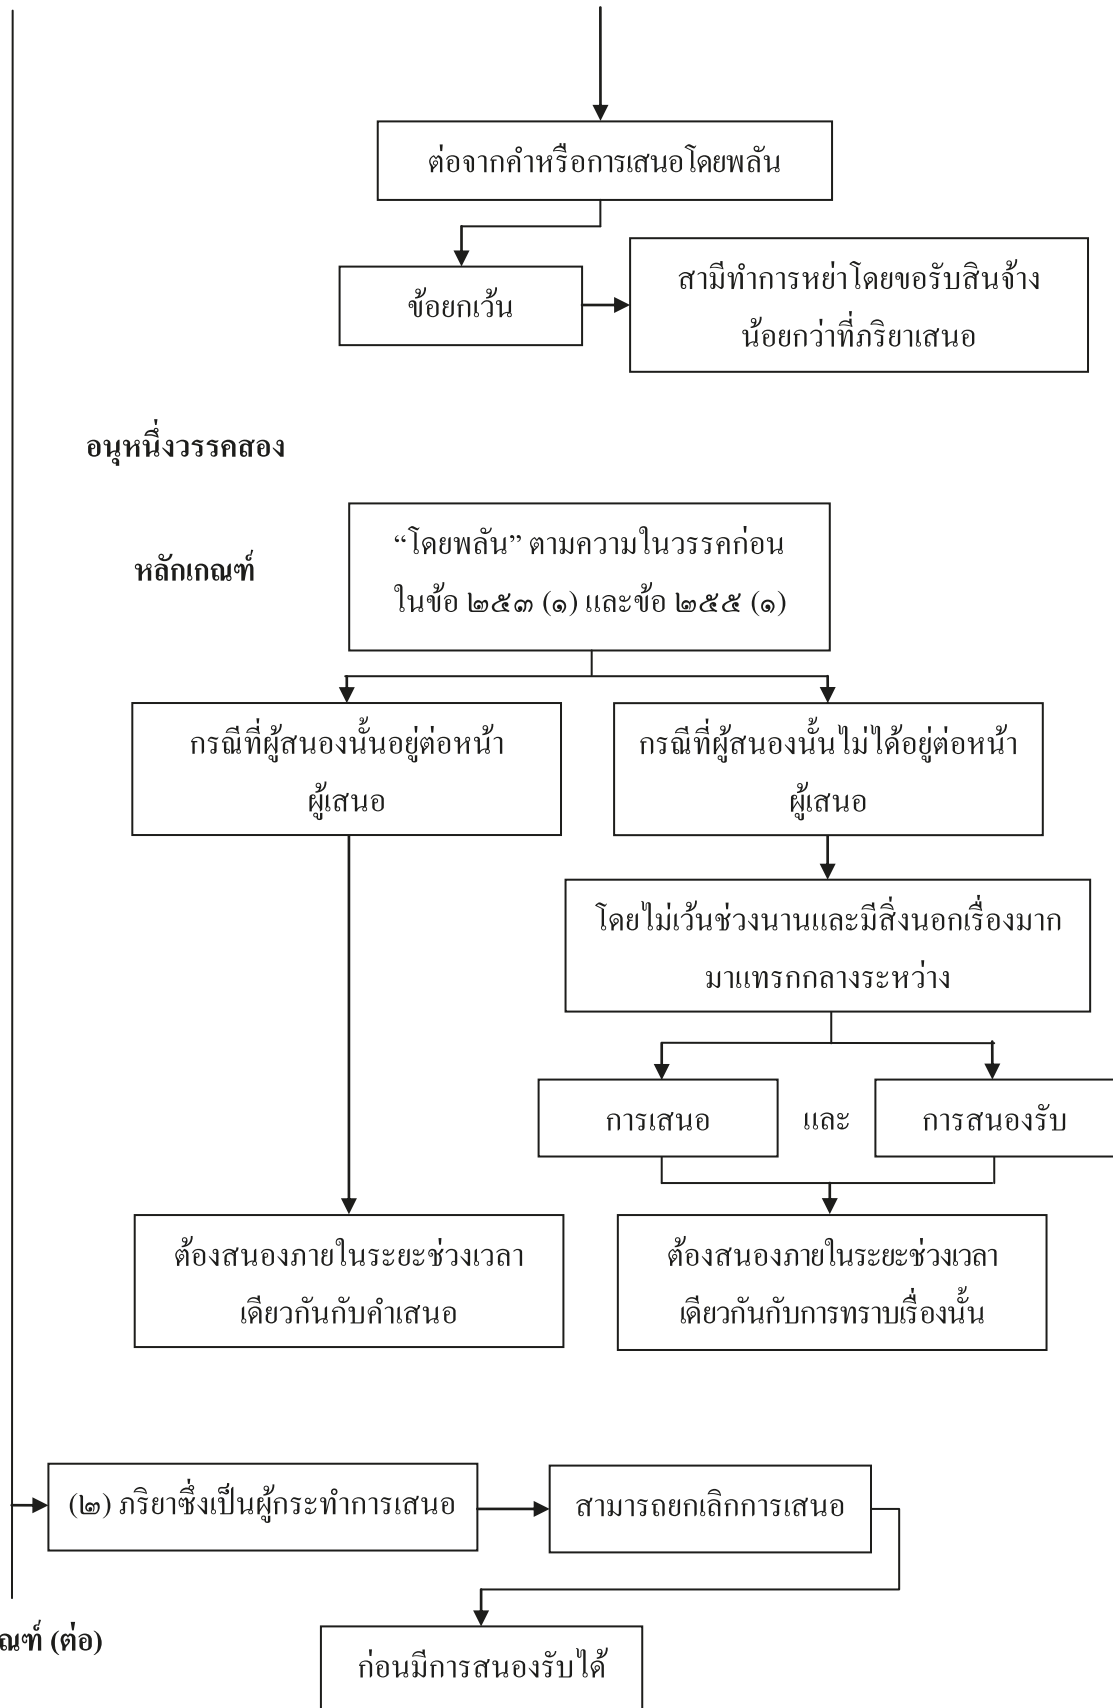 ต่อจากคำหรือการเสนอโดยพลัน
ข้อยกเว้น
สามีทำการหย่าโดยขอรับสินจ้าง
น้อยกว่าที่ภริยาเสนอ
อนุหนึ่งวรรคสอง
หลักเกณฑ์
“โดยพลัน” ตามความในวรรคก่อน
ในข้อ ๒๕๓ (๑) และข้อ ๒๕๕ (๑)
กรณีที่ผู้สนองนั้นอยู่ต่อหน้า
ผู้เสนอ
กรณีที่ผู้สนองนั้นไม่ได้อยู่ต่อหน้า
ผู้เสนอ
โดยไม่เว้นช่วงนานและมีสิ่งนอกเรื่องมาก
มาแทรกกลางระหว่าง
การเสนอ
และ
การสนองรับ
ต้องสนองภายในระยะช่วงเวลา
เดียวกันกับคำเสนอ
ต้องสนองภายในระยะช่วงเวลา
เดียวกันกับการทราบเรื่องนั้น
(๒) ภริยาซึ่งเป็นผู้กระทำการเสนอ
สามารถยกเลิกการเสนอ
ณฑ์ (ต่อ)
ก่อนมีการสนองรับได้